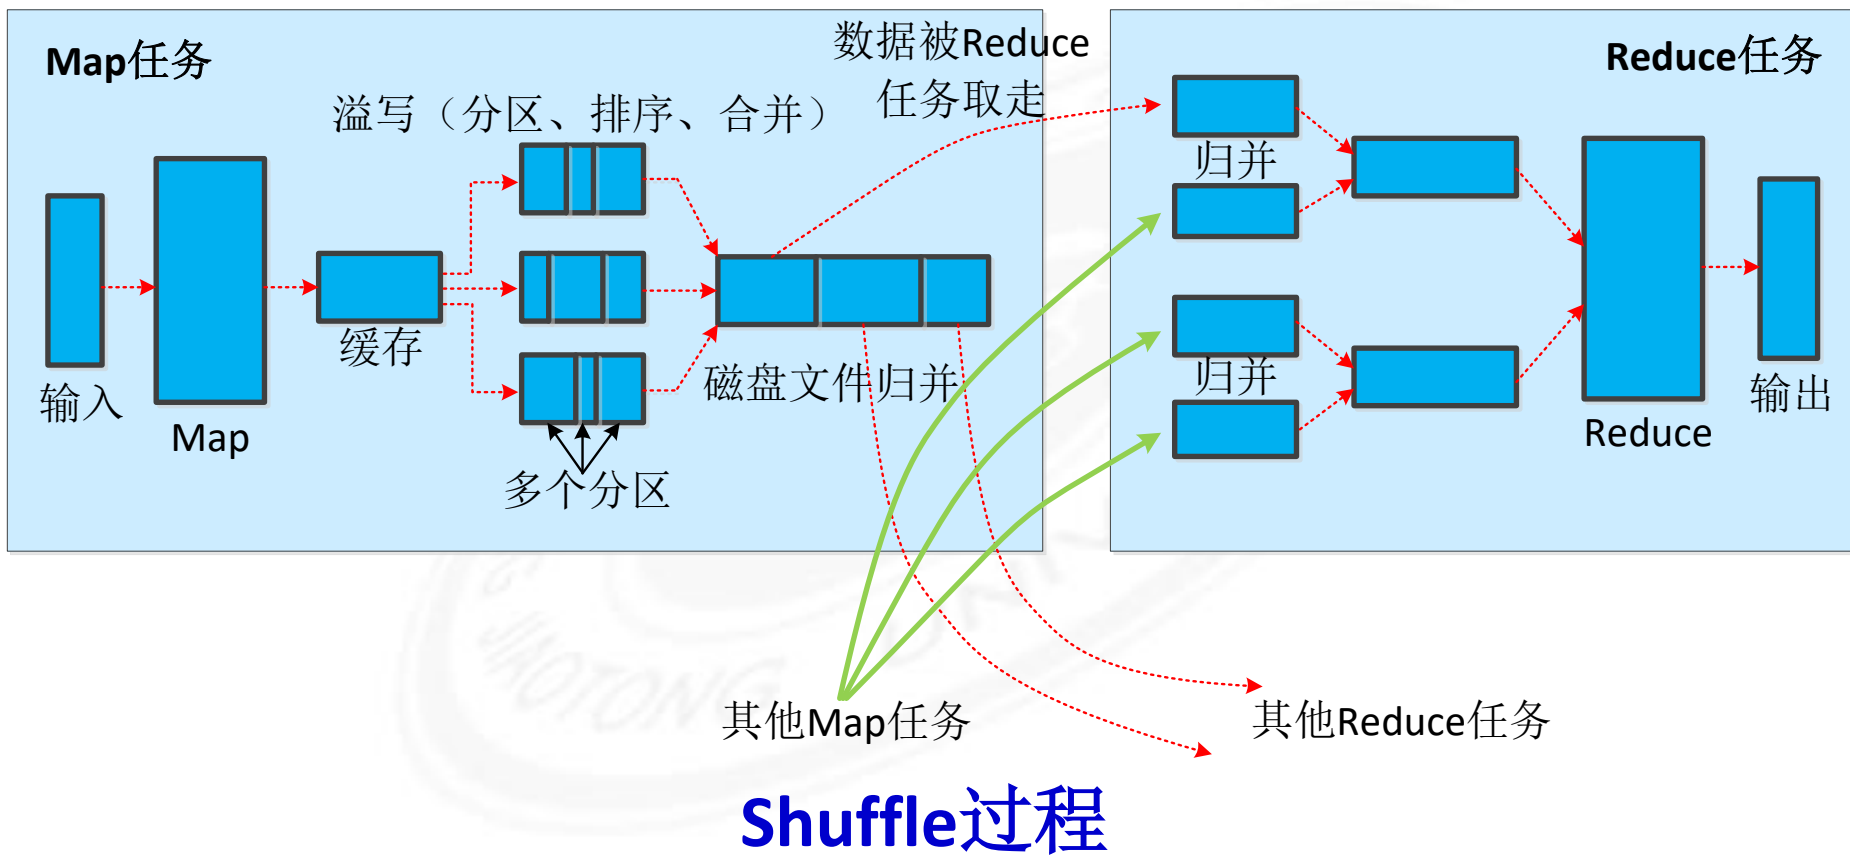 Map任务
数据被Reduce
任务取走
Reduce任务
溢写（分区、排序、合并）
归并
缓存
输入
Map
磁盘文件归并
归并
输出
Reduce
多个分区
其他Map任务
其他Reduce任务
JIAOTONG
Shuffle过程